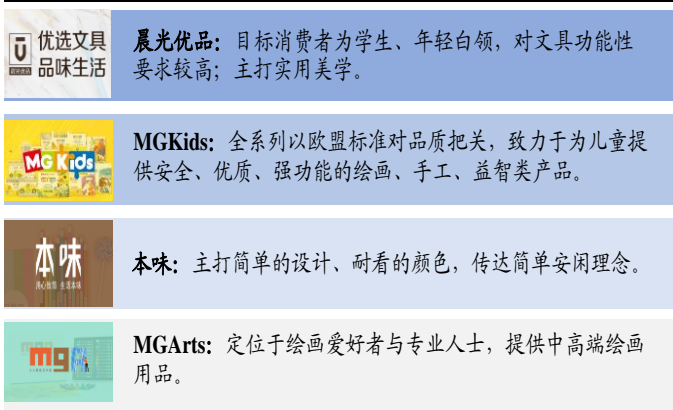 优选文具
品味生活
晨光优品：目标消费者为学生、年轻白领，对文具功能性
要求较高；主打实用美学。
MG Kids
MGKids：全系列以欧盟标准对品质把关，致力于为儿童提
供安全、优质、强功能的绘画、手工、益智类产品。
本味
本味：主打简单的设计、耐看的颜色，传达简单安闲理念。
mga
MGArts：定位于绘画爱好者与专业人士，提供中高端绘画
用品。